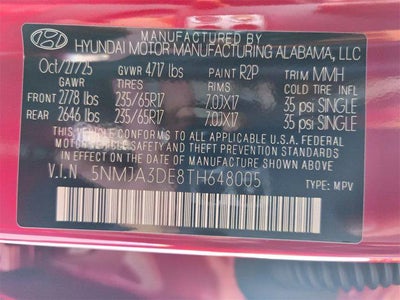 HYUNDAI MOTOR MANUFACTURING ALABAMA, LLC
Oct/27/25 GVWR 4717 lbs PAINT R2P TRIM MMH
GAWR TIRES RIMS COLD TIRE INFL
FRONT 2778 lbs 235/65R17 7.0JX17 35 psi SINGLE
REAR 2646 lbs 235/65R17 7.0JX17 35 psi SINGLE
THIS VEHICLE CONFORMS TO ALL APPLICABLE U.S.A. FEDERAL
MOTOR VEHICLE SAFETY AND THEFT PREVENTION STANDARDS IN
EFFECT ON THE DATE OF MANUFACTURE SHOWN ABOVE.
V.I.N 5NMJA3DE8TH648005
TYPE: MPV